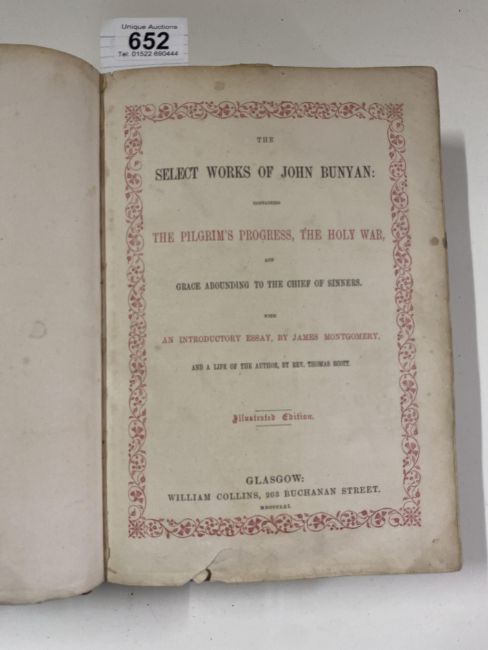 Unique Auctions
652
Tel: 01522 690444
THE
SELECT WORKS OF JOHN BUNYAN:
CONTAINING
THE PILGRIM'S PROGRESS, THE HOLY WAR,
AND
GRACE ABOUNDING TO THE CHIEF OF SINNERS.
WITH
AN INTRODUCTORY ESSAY, BY JAMES MONTGOMERY,
AND A LIFE OF THE AUTHOR, BY REV. THOMAS SCOTT.
Illustrated Edition.
GLASGOW:
WILLIAM COLLINS, 203 BUCHANAN STREET.